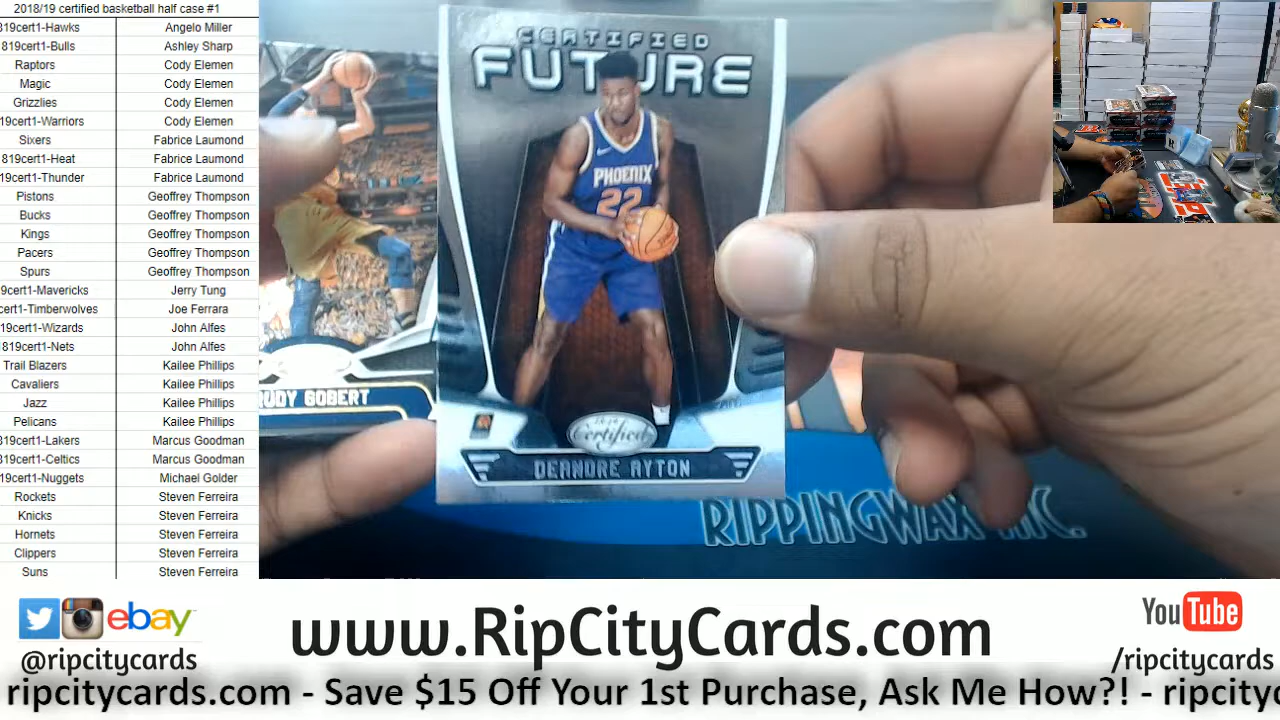 2018/19 certified basketball half case #1
819cert1-Hawks Angelo Miller
819cert1-Bulls Ashley Sharp
Raptors Cody Elemen
Magic Cody Elemen
Grizzlies Cody Elemen
19cert1-Warriors Cody Elemen
Sixers Fabrice Laumond
819cert1-Heat Fabrice Laumond
19cert1-Thunder Fabrice Laumond
Pistons Geoffrey Thompson
Bucks Geoffrey Thompson
Kings Geoffrey Thompson
Pacers Geoffrey Thompson
Spurs Geoffrey Thompson
9cert1-Mavericks Jerry Tung
cert1-Timberwolves Joe Ferrara
19cert1-Wizards John Alfes
819cert1-Nets John Alfes
Trail Blazers Kailee Phillips
Cavaliers Kailee Phillips
Jazz Kailee Phillips
Pelicans Kailee Phillips
819cert1-Lakers Marcus Goodman
819cert1-Celtics Marcus Goodman
19cert1-Nuggets Michael Golder
Rockets Steven Ferreira
Knicks Steven Ferreira
Hornets Steven Ferreira
Clippers Steven Ferreira
Suns Steven Ferreira
CERTIFIED
FUTURE
PHOENIX
22
Certified
DEANDRE AYTON
RUDY GOBERT
RIPPINGWAX INC.
ebay
@ripcitycards
www.RipCityCards.com
YouTube
/ripcitycards
ripcitycards.com - Save $15 Off Your 1st Purchase, Ask Me How?! - ripcity